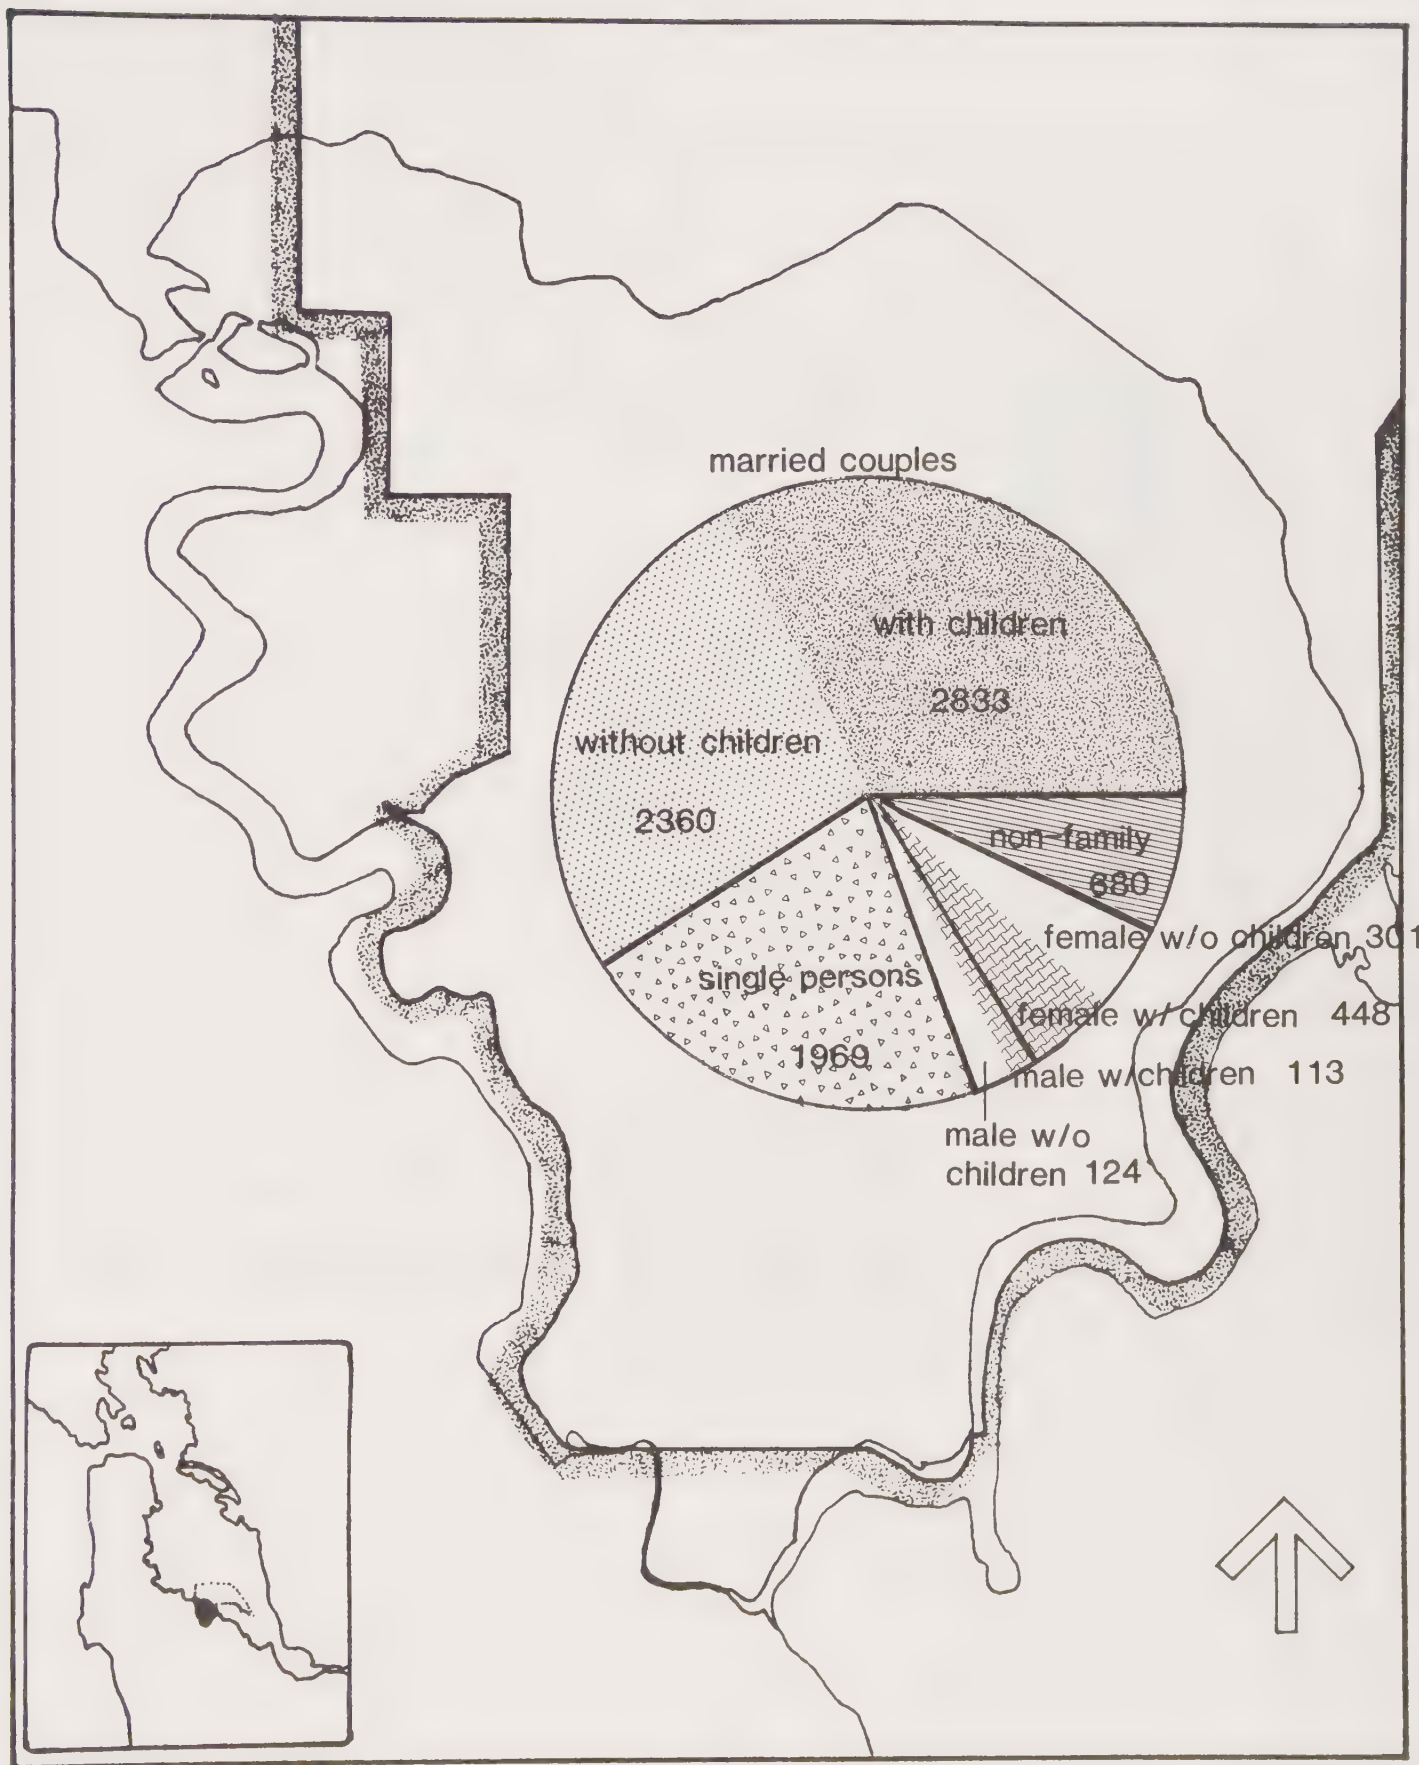 married couples
with children
2833
without children
2360
non-family
680
female w/o children 301
single persons
female w/children 448
1969
male w/children 113
male w/o
children 124